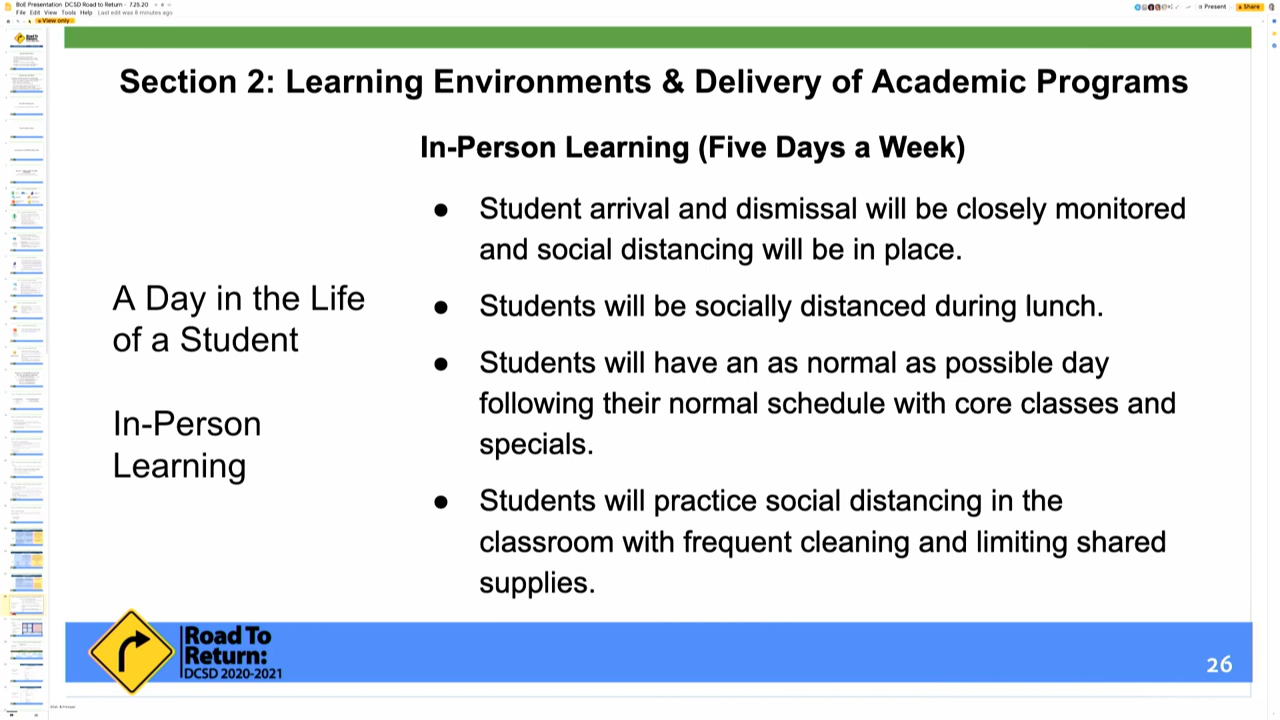 BoE Presentation DCSD Road to Return - 7.25.20
File Edit View Tools Help Last edit was 8 minutes ago
Present
Share
View only
Section 2: Learning Environments & Delivery of Academic Programs
In-Person Learning (Five Days a Week)
● Student arrival and dismissal will be closely monitored
and social distancing will be in place.
● Students will be socially distanced during lunch.
● Students will have an as normal as possible day
following their normal schedule with core classes and
specials.
● Students will practice social distancing in the
classroom with frequent cleaning and limiting shared
supplies.
A Day in the Life
of a Student
In-Person
Learning
Road To
Return:
DCSD 2020-2021
26